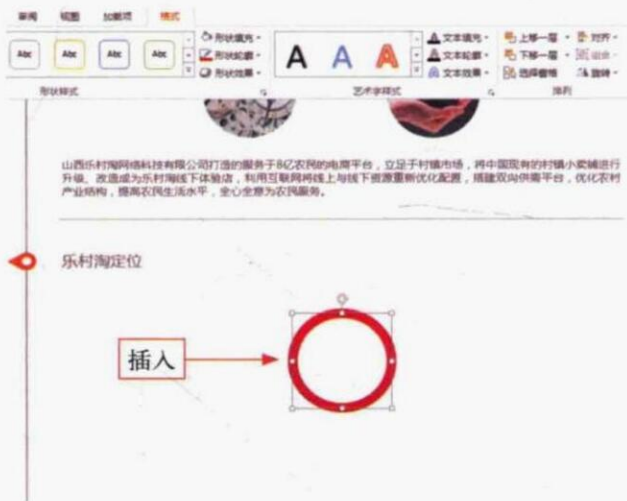 审阅 视图 加载项 格式
Abc Abc Abc Abc 形状填充 A A A 文本填充 上移一层 对齐
形状轮廓 文本轮廓 下移一层 组合
形状效果 文本效果 选择窗格 旋转
形状样式 艺术字样式 排列
山西乐村淘网络科技有限公司打造的服务于8亿农民的电商平台，立足于村镇市场，将中国现有的村镇小卖铺进行
升级、改造成为乐村淘线下体验店，利用互联网将线上与线下资源重新优化配置，搭建双向供需平台，优化农村
产业结构，提高农民生活水平，全心全意为农民服务。
乐村淘定位
插入